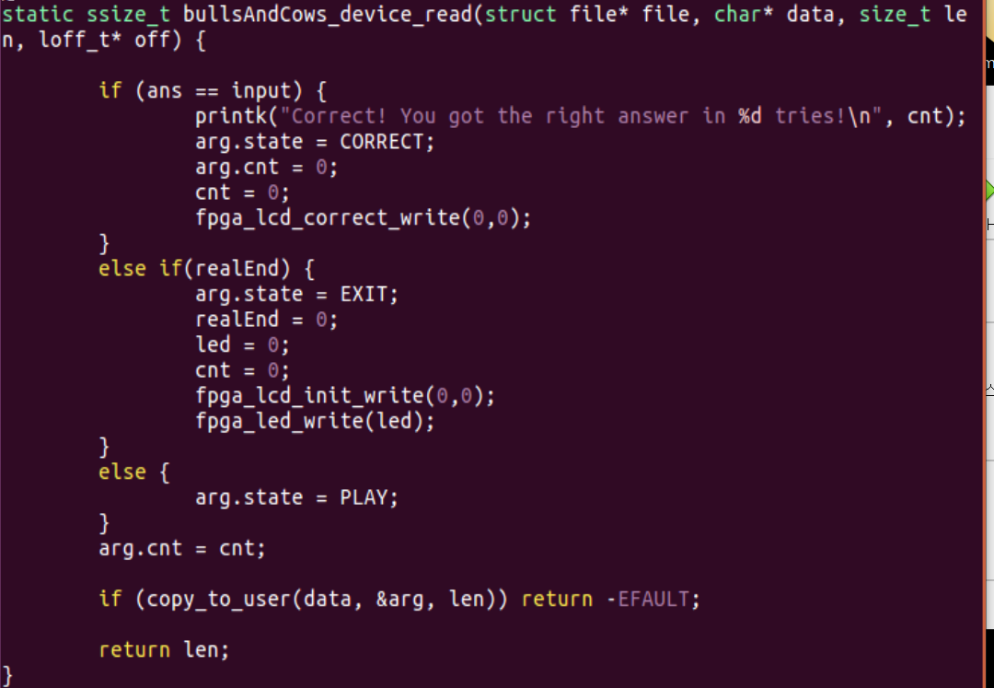 static ssize_t bullsAndCows_device_read(struct file* file, char* data, size_t le
n, loff_t* off) {
if (ans == input) {
printk("Correct! You got the right answer in %d tries!\n", cnt);
arg.state = CORRECT;
arg.cnt = 0;
cnt = 0;
fpga_lcd_correct_write(0,0);
}
else if(realEnd) {
arg.state = EXIT;
realEnd = 0;
led = 0;
cnt = 0;
fpga_lcd_init_write(0,0);
fpga_led_write(led);
}
else {
arg.state = PLAY;
}
arg.cnt = cnt;
if (copy_to_user(data, &arg, len)) return -EFAULT;
return len;
}